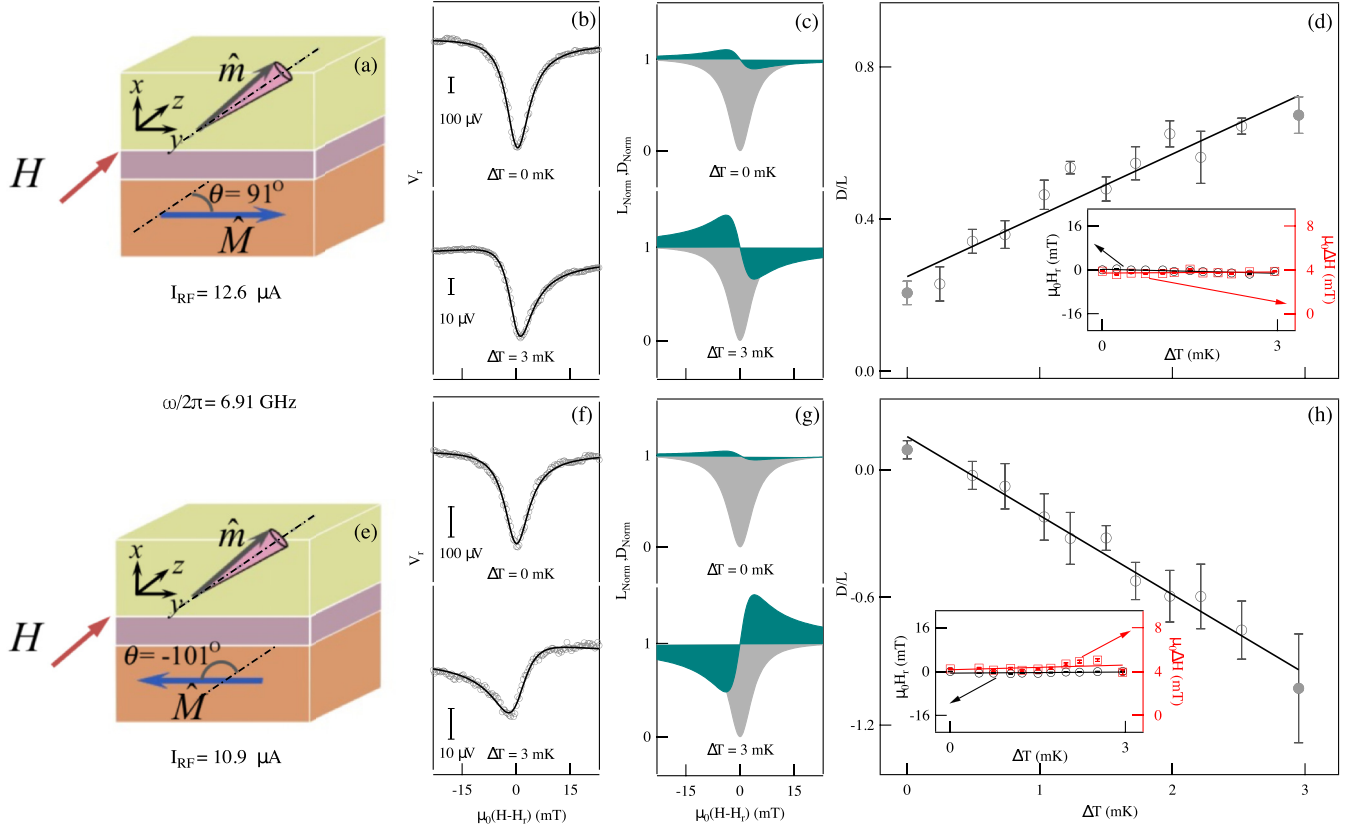 (a)
m̂
x
z
y
H
θ= 91°
M̂
I_RF = 12.6 μA
ω/2π = 6.91 GHz
(e)
m̂
x
z
y
H
θ= -101°
M̂
I_RF = 10.9 μA
(b)
100 μV
ΔT = 0 mK
V_r
10 μV
ΔT = 3 mK
(c)
1
ΔT = 0 mK
1
L_Norm ,D_Norm
1
ΔT = 3 mK
1
(d)
0.8
0.4
0.0
D/L
16
0
-16
μ₀H_r (mT)
8
4
0
μ₀ΔH (mT)
0 3
ΔT (mK)
(f)
100 μV
ΔT = 0 mK
V_r
10 μV
ΔT = 3 mK
-15 0 15
μ₀(H-H_r) (mT)
(g)
1
ΔT = 0 mK
1
L_Norm ,D_Norm
1
ΔT = 3 mK
1
-15 0 15
μ₀(H-H_r) (mT)
(h)
0.0
-0.6
-1.2
D/L
16
0
-16
μ₀H_r (mT)
8
4
0
μ₀ΔH (mT)
0 3
ΔT (mK)
0 1 2 3
ΔT (mK)